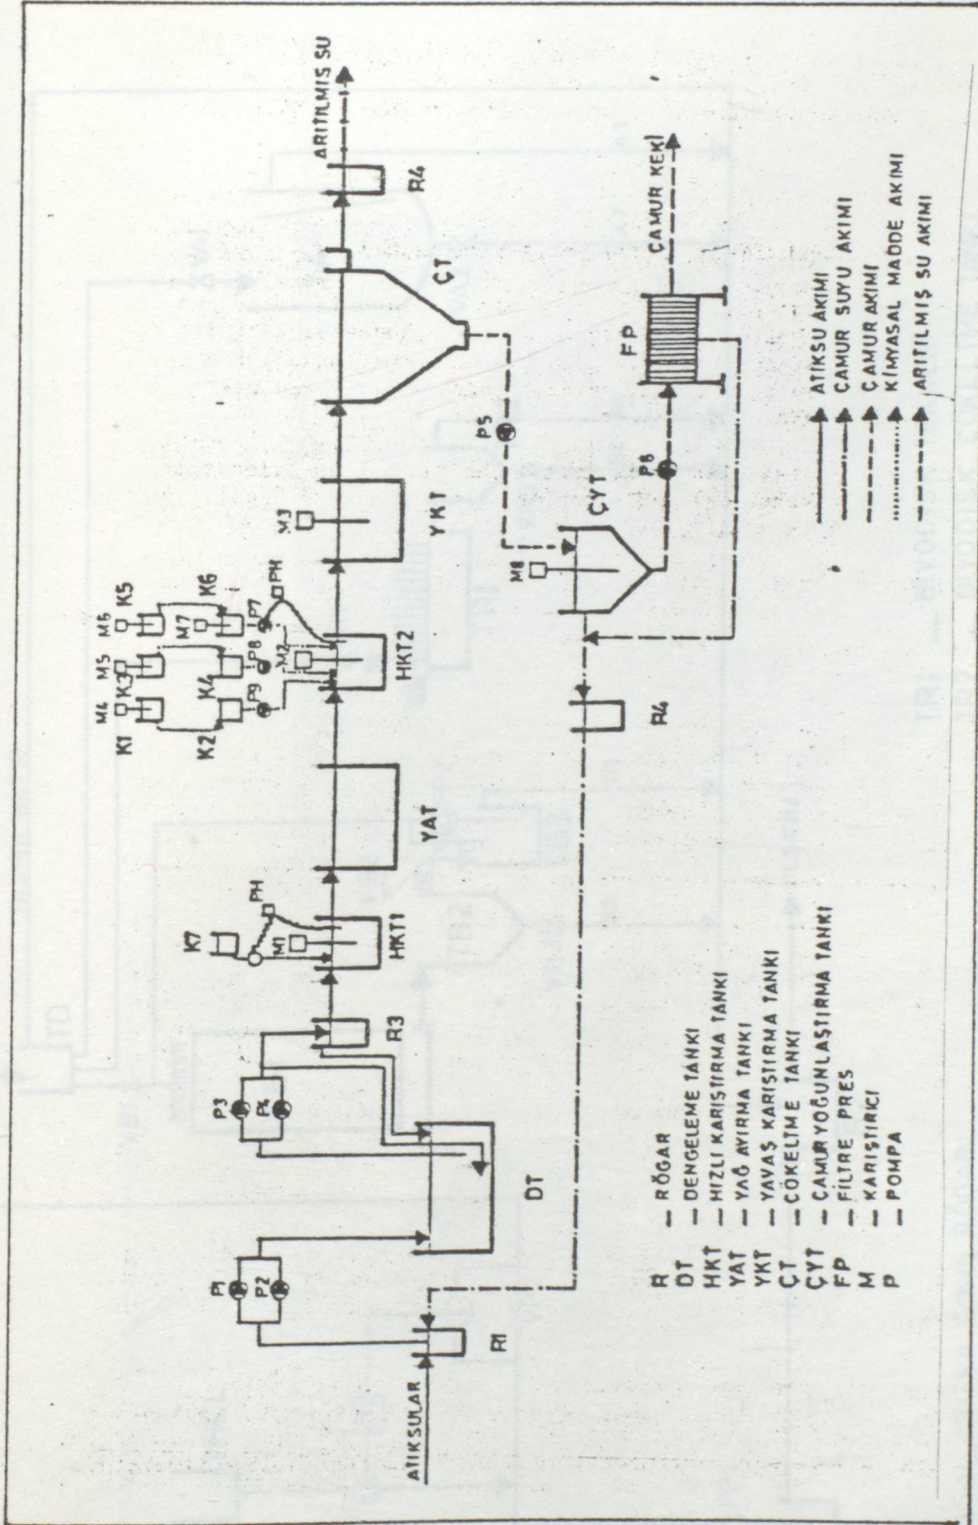 ATIKSULAR
R1
P1
P2
DT
P3
P4
R3
K7
PH
M1
HKT1
YAT
M4
M5
M6
K1
K3
K5
K2
K4
K6
M7
P9
P8
P7
PH
M2
HKT2
M3
YKT
ÇT
R4
ARITILMIŞ SU
P5
M8
ÇYT
P6
FP
ÇAMUR KEKİ
R4
R — RÖGAR
DT — DENGELEME TANKI
HKT — HIZLI KARIŞTIRMA TANKI
YAT — YAĞ AYIRMA TANKI
YKT — YAVAŞ KARIŞTIRMA TANKI
ÇT — ÇÖKELTME TANKI
ÇYT — ÇAMUR YOĞUNLAŞTIRMA TANKI
FP — FİLTRE PRES
M — KARIŞTIRICI
P — POMPA
ATIKSU AKIMI
ÇAMUR SUYU AKIMI
ÇAMUR AKIMI
KİMYASAL MADDE AKIMI
ARITILMIŞ SU AKIMI